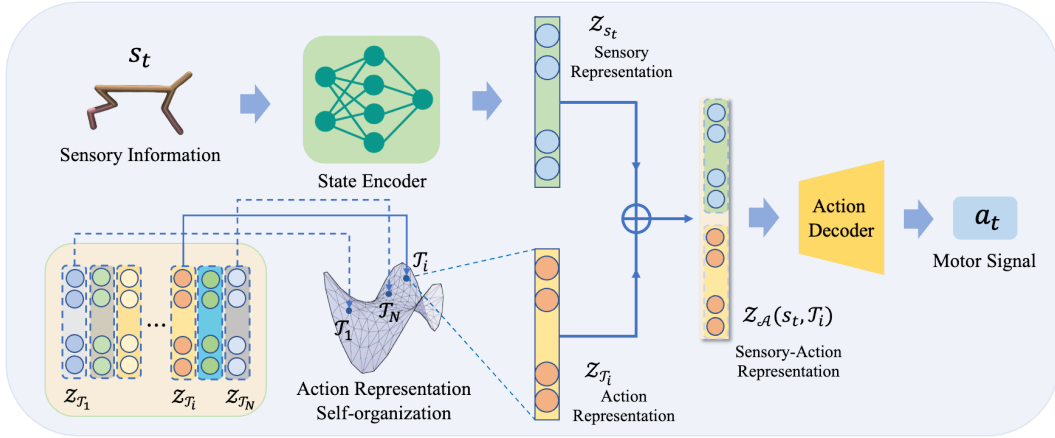 s_t
Sensory Information
State Encoder
Z_{s_t}
Sensory
Representation
Action
Decoder
a_t
Motor Signal
Z_{T_1}
...
Z_{T_i}
Z_{T_N}
T_1
T_N
T_i
Action Representation
Self-organization
Z_{T_i}
Action
Representation
Z_A(s_t, T_i)
Sensory-Action
Representation